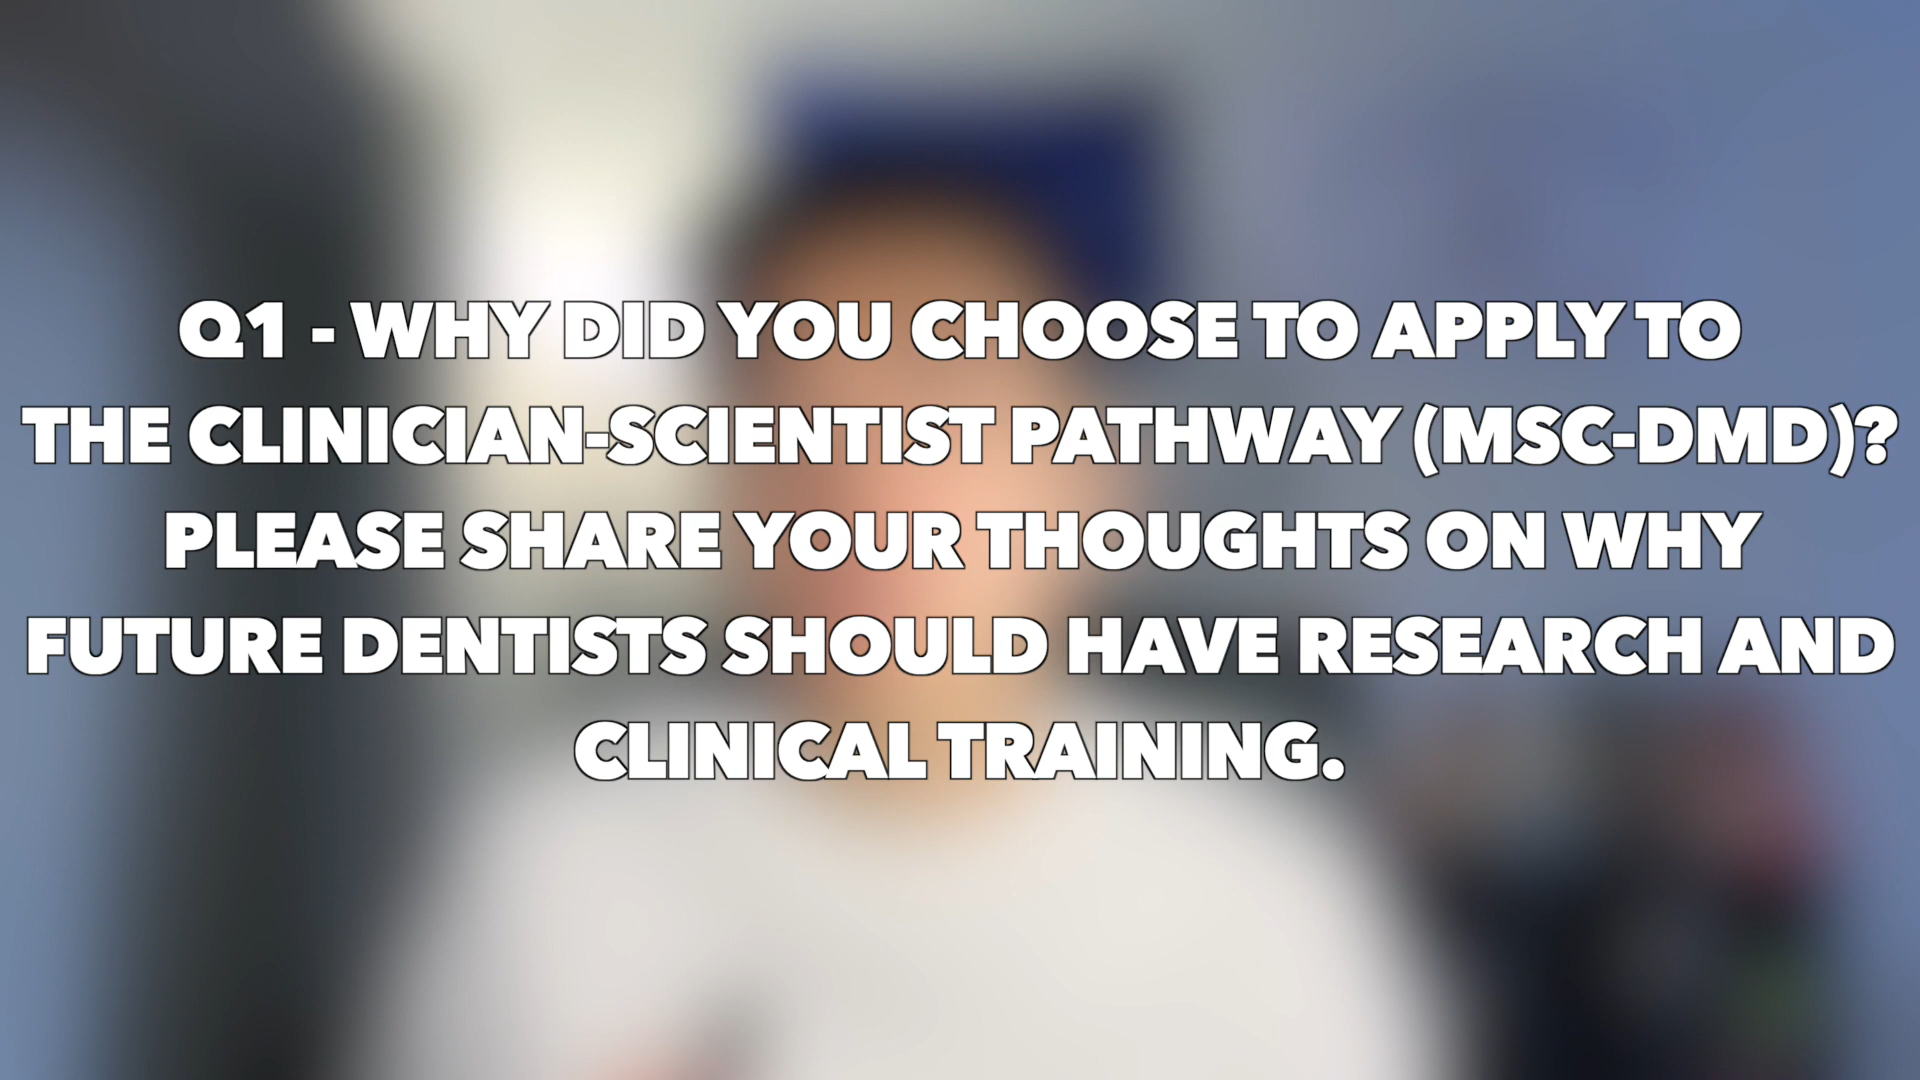 Q1 - WHY DID YOU CHOOSE TO APPLY TO
THE CLINICIAN-SCIENTIST PATHWAY (MSC-DMD)?
PLEASE SHARE YOUR THOUGHTS ON WHY
FUTURE DENTISTS SHOULD HAVE RESEARCH AND
CLINICAL TRAINING.